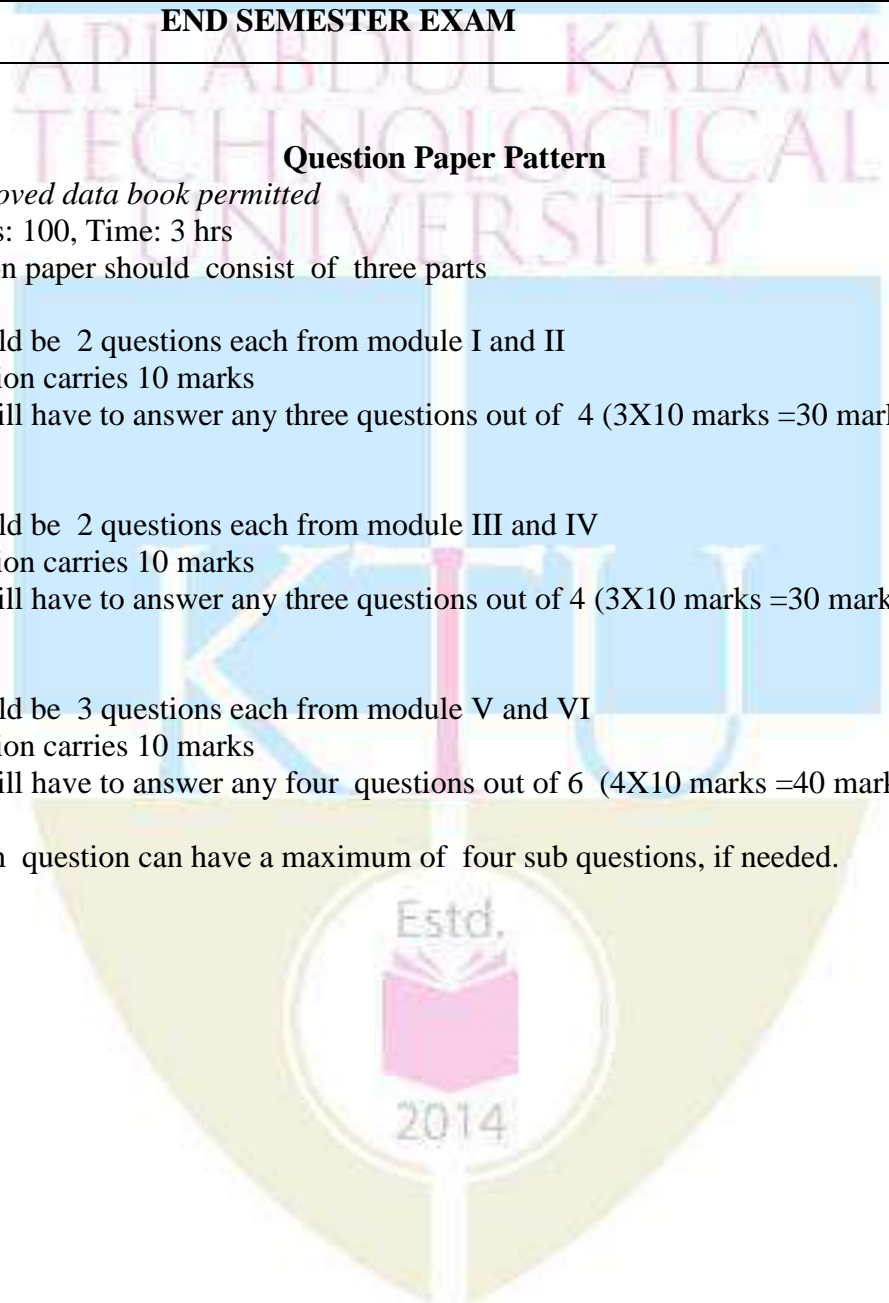 END SEMESTER EXAM
API ABDUL KALAM
TECHNOLOGICAL
UNIVERSITY
Question Paper Pattern
oved data book permitted
s: 100, Time: 3 hrs
n paper should consist of three parts
ld be 2 questions each from module I and II
ion carries 10 marks
ill have to answer any three questions out of 4 (3X10 marks =30 mar
ld be 2 questions each from module III and IV
ion carries 10 marks
ill have to answer any three questions out of 4 (3X10 marks =30 mark
ld be 3 questions each from module V and VI
ion carries 10 marks
ill have to answer any four questions out of 6 (4X10 marks =40 mark
n question can have a maximum of four sub questions, if needed.
KTU
Estd.
2014